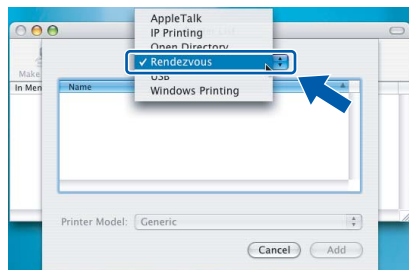 AppleTalk
IP Printing
Open Directory
✓ Rendezvous
USB
Windows Printing
Make
In Men
Name
Printer Model: Generic
Cancel Add